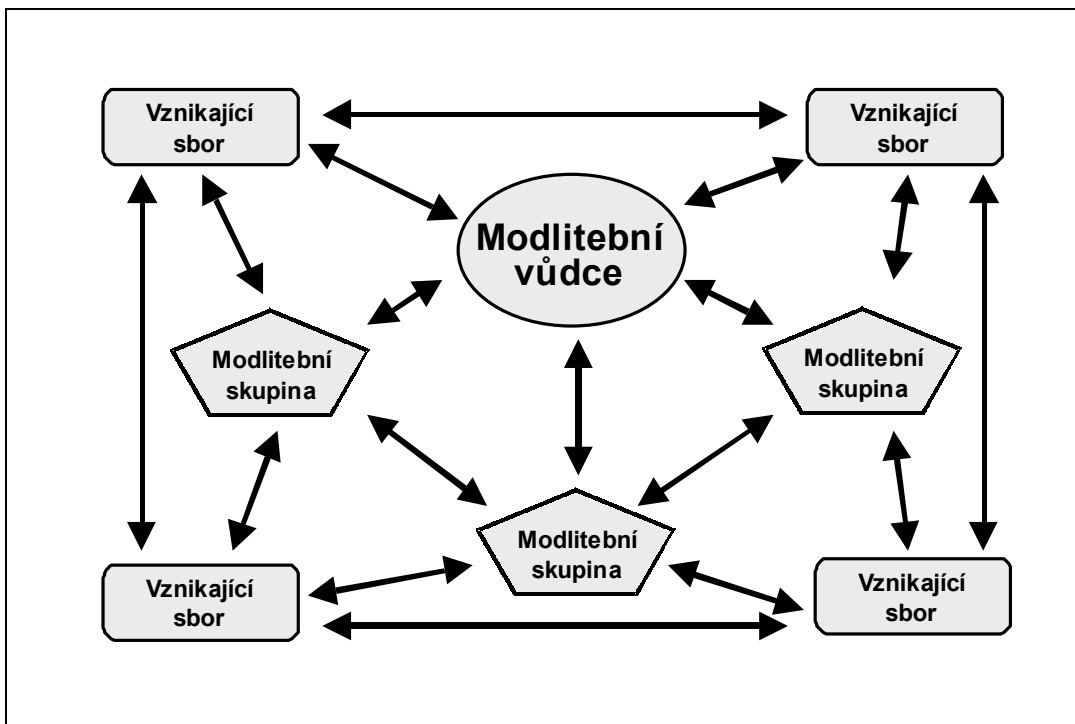 Vznikající
sbor
Vznikající
sbor
Modlitební
vůdce
Modlitební
skupina
Modlitební
skupina
Modlitební
skupina
Vznikající
sbor
Vznikající
sbor